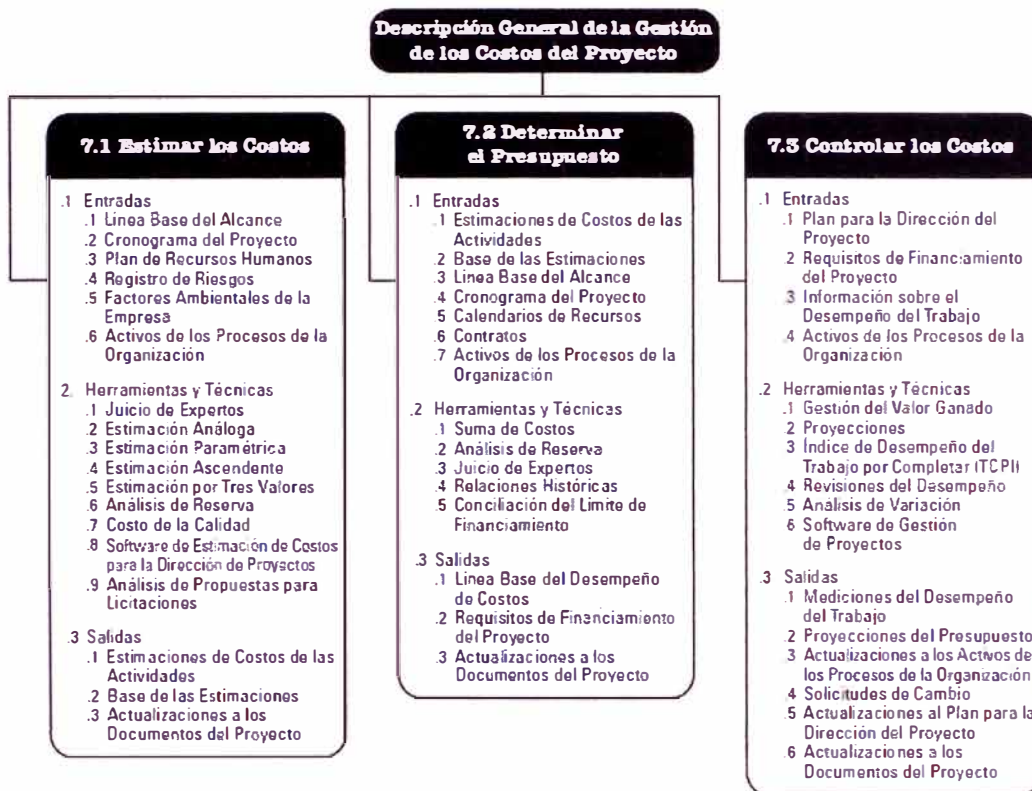 Descripción General de la Gestión
de los Costos del Proyecto
7.1 Estimar los Costos
.1 Entradas
.1 Linea Base del Alcance
.2 Cronograma del Proyecto
.3 Plan de Recursos Humanos
.4 Registro de Riesgos
.5 Factores Ambientales de la
Empresa
.6 Activos de los Procesos de la
Organización
2. Herramientas y Técnicas
.1 Juicio de Expertos
.2 Estimación Análoga
.3 Estimación Paramétrica
.4 Estimación Ascendente
.5 Estimación por Tres Valores
.6 Análisis de Reserva
.7 Costo de la Calidad
.8 Software de Estimación de Costos
para la Dirección de Proyectos
.9 Análisis de Propuestas para
Licitaciones
.3 Salidas
.1 Estimaciones de Costos de las
Actividades
.2 Base de las Estimaciones
.3 Actualizaciones a los
Documentos del Proyecto
7.2 Determinar
el Presupuesto
.1 Entradas
.1 Estimaciones de Costos de las
Actividades
.2 Base de las Estimaciones
.3 Linea Base del Alcance
.4 Cronograma del Proyecto
5 Calendarios de Recursos
.6 Contratos
.7 Activos de los Procesos de la
Organización
.2 Herramientas y Técnicas
.1 Suma de Costos
.2 Análisis de Reserva
.3 Juicio de Expertos
.4 Relaciones Históricas
.5 Conciliación del Limite de
Financiamiento
.3 Salidas
.1 Linea Base del Desempeño
de Costos
.2 Requisitos de Financiamiento
del Proyecto
.3 Actualizaciones a los
Documentos del Proyecto
7.3 Controlar los Costos
.1 Entradas
.1 Plan para la Dirección del
Proyecto
.2 Requisitos de Financiamiento
del Proyecto
.3 Información sobre el
Desempeño del Trabajo
.4 Activos de los Procesos de la
Organización
.2 Herramientas y Técnicas
.1 Gestión del Valor Ganado
.2 Proyecciones
3 Índice de Desempeño del
Trabajo por Completar (TCPI)
.4 Revisiones del Desempeño
.5 Análisis de Variación
6 Software de Gestión
de Proyectos
.3 Salidas
.1 Mediciones del Desempeño
del Trabajo
.2 Proyecciones del Presupuesto
3 Actualizaciones a los Activos de
los Procesos de la Organización
.4 Solicitudes de Cambio
.5 Actualizaciones al Plan para la
Dirección del Proyecto
.6 Actualizaciones a los
Documentos del Proyecto